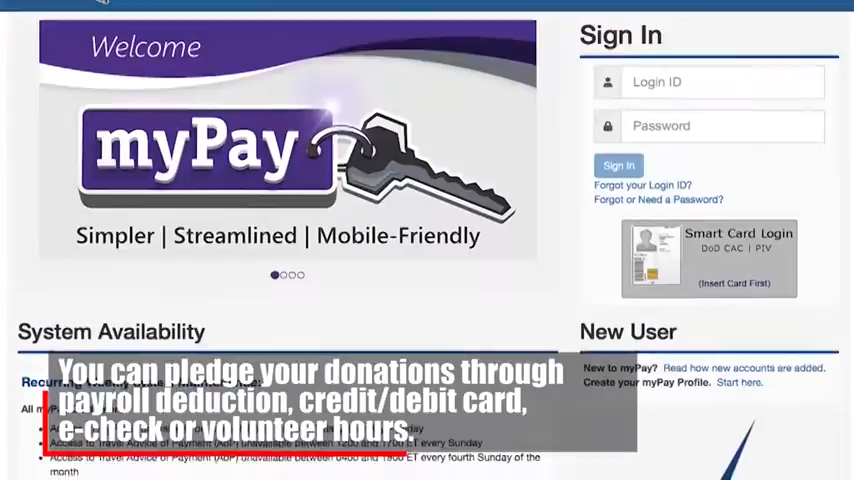 Welcome
myPay
Simpler | Streamlined | Mobile-Friendly
Sign In
Login ID
Password
Sign In
Forgot your Login ID?
Forgot or Need a Password?
Smart Card Login
DoD CAC | PIV
(Insert Card First)
System Availability
New User
New to myPay? Read how new accounts are added.
Create your myPay Profile. Start here.
You can pledge your donations through
payroll deduction, credit/debit card,
e-check or volunteer hours.
Access to Travel Advice of Payment (AoP) unavailable between 1200 and 1700 ET every Sunday
Access to Travel Advice of Payment (AoP) unavailable between 0400 and 1900 ET every fourth Sunday of the
month